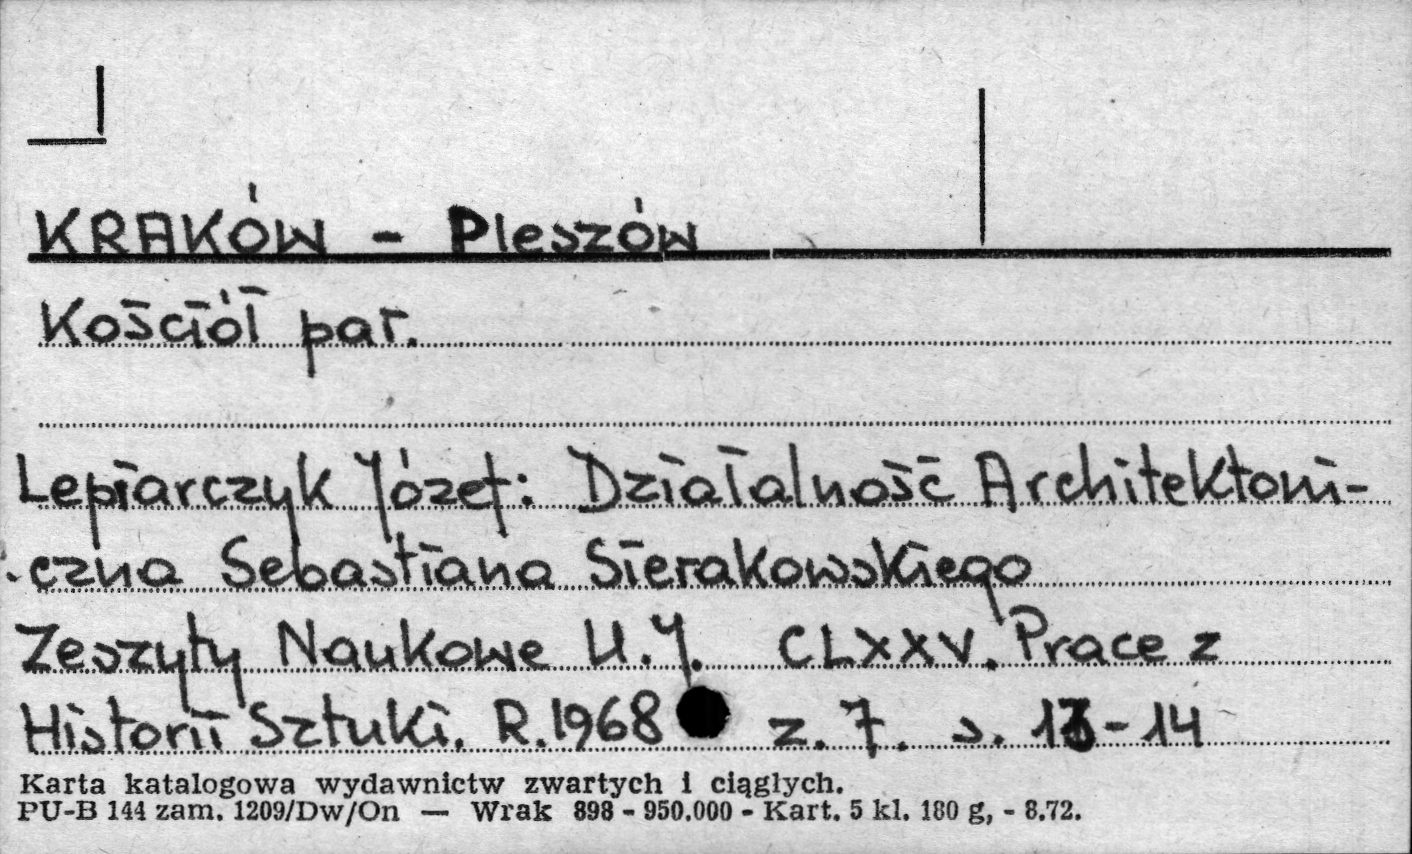 KRAKÓW - Pleszów
Kościół par.
Lepiarczyk Józef: Działalność Architektoni-
czna Sebastiana Sierakowskiego
Zeszyty Naukowe U.J. CLXXV. Prace z
Historii Sztuki. R.1968 z. 7. s. 13-14
Karta katalogowa wydawnictw zwartych i ciągłych.
PU-B 144 zam. 1209/Dw/On — Wrak 898 - 950.000 - Kart. 5 kl. 180 g, - 8.72.